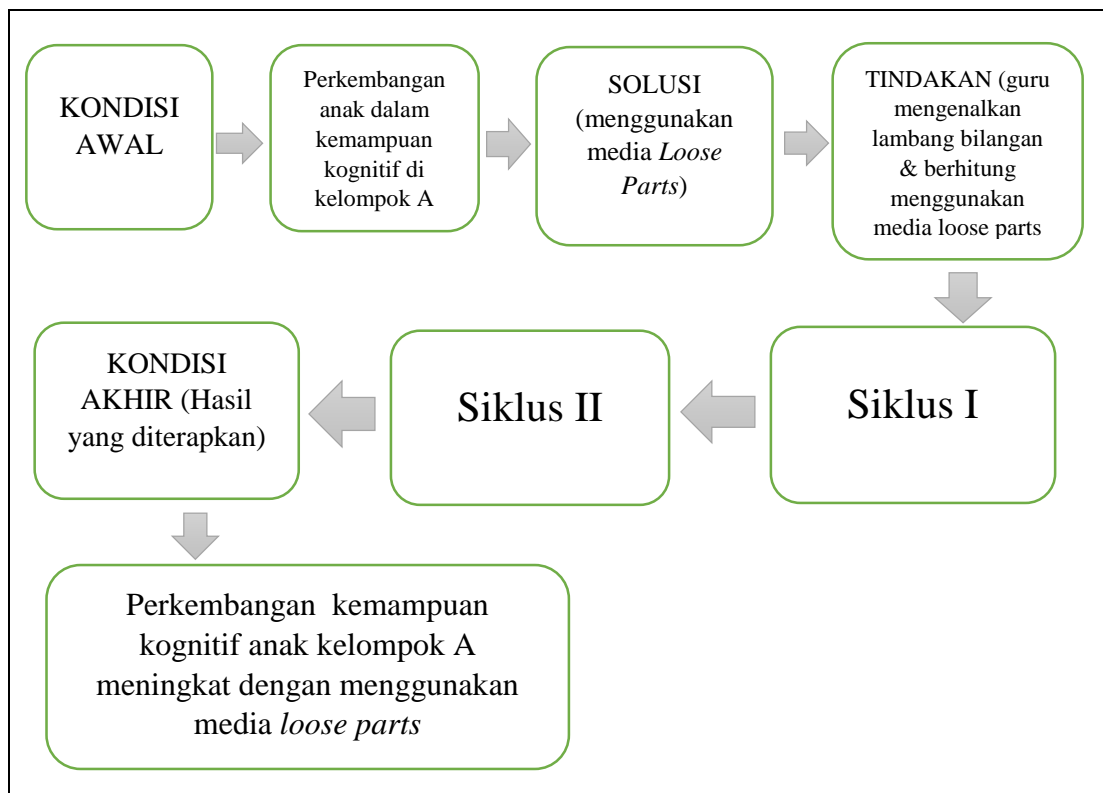 KONDISI
AWAL
Perkembangan
anak dalam
kemampuan
kognitif di
kelompok A
SOLUSI
(menggunakan
media Loose
Parts)
TINDAKAN (guru
mengenalkan
lambang bilangan
& berhitung
menggunakan
media loose parts
Siklus I
Siklus II
KONDISI
AKHIR (Hasil
yang diterapkan)
Perkembangan kemampuan
kognitif anak kelompok A
meningkat dengan menggunakan
media loose parts